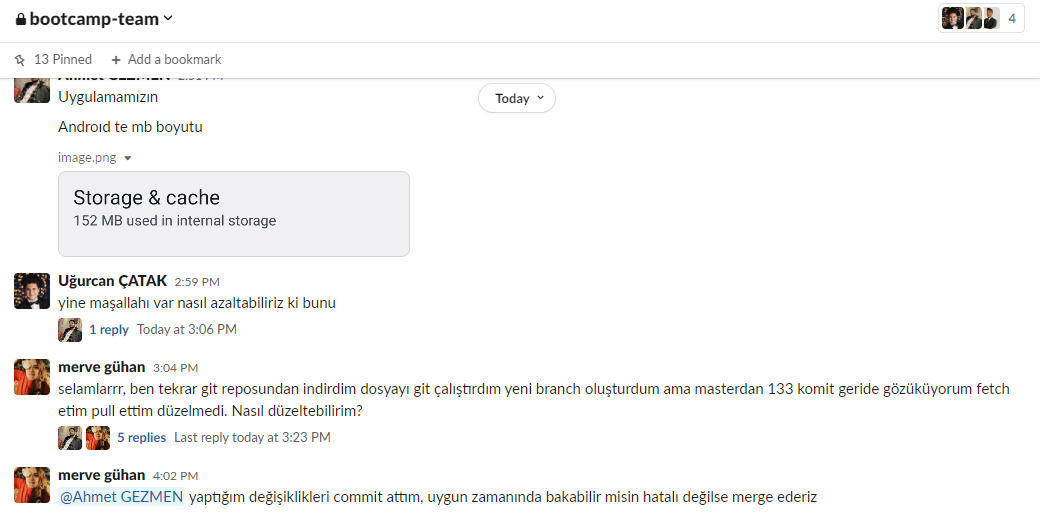 bootcamp-team
4
13 Pinned + Add a bookmark
Ahmet GEZMEN 2:51 PM
Today
Uygulamamızın
Androıd te mb boyutu
image.png
Storage & cache
152 MB used in internal storage
Uğurcan ÇATAK 2:59 PM
yine maşallahı var nasıl azaltabiliriz ki bunu
1 reply Today at 3:06 PM
merve gühan 3:04 PM
selamlarrr, ben tekrar git reposundan indirdim dosyayı git çalıştırdım yeni branch oluşturdum ama masterdan 133 komit geride gözüküyorum fetch
etim pull ettim düzelmedi. Nasıl düzeltebilirim?
5 replies Last reply today at 3:23 PM
merve gühan 4:02 PM
@Ahmet GEZMEN yaptığım değişiklikleri commit attım, uygun zamanında bakabilir misin hatalı değilse merge ederiz